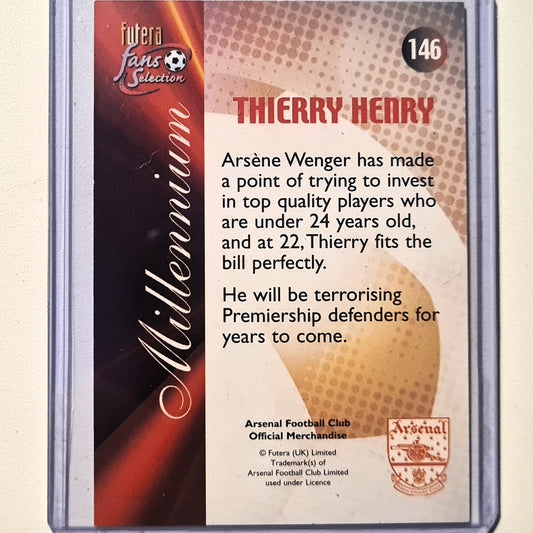 futera
fans
Selection
146
Millennium
THIERRY HENRY
Arsène Wenger has made
a point of trying to invest
in top quality players who
are under 24 years old,
and at 22, Thierry fits the
bill perfectly.
He will be terrorising
Premiership defenders for
years to come.
Arsenal Football Club
Official Merchandise
© Futera (UK) Limited
Trademark(s) of
Arsenal Football Club Limited
used under Licence
Arsenal